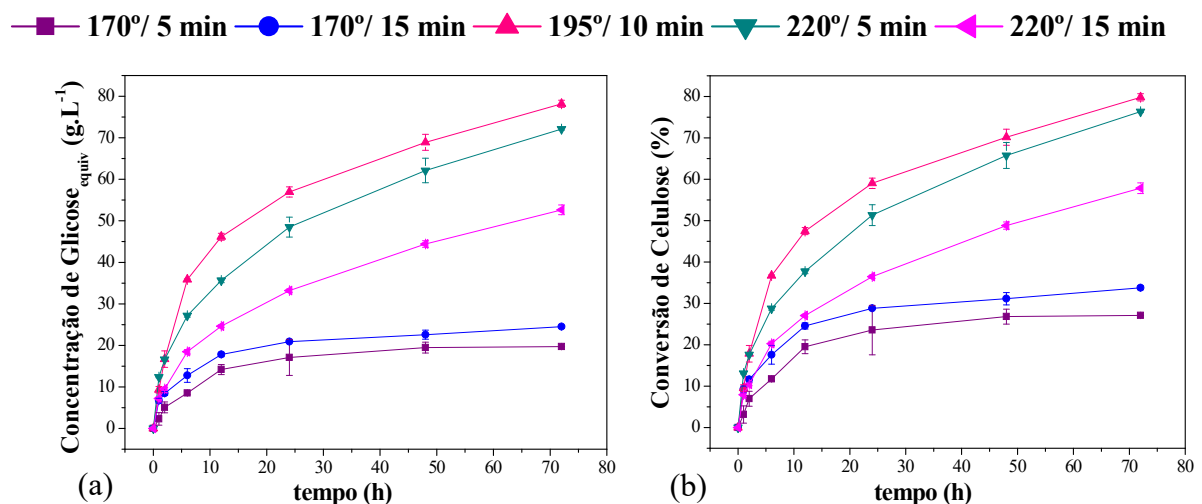 170º/ 5 min 170º/ 15 min 195º/ 10 min 220º/ 5 min 220º/ 15 min
Concentração de Glicose equiv (g.L⁻¹)
80
70
60
50
40
30
20
10
0
0 10 20 30 40 50 60 70 80
tempo (h)
(a)
Conversão de Celulose (%)
80
70
60
50
40
30
20
10
0
0 10 20 30 40 50 60 70 80
tempo (h)
(b)